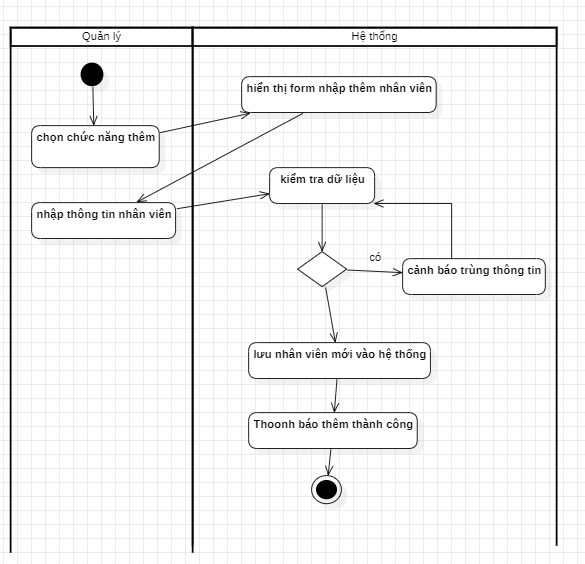 Quản lý
Hệ thống
hiển thị form nhập thêm nhân viên
chọn chức năng thêm
kiểm tra dữ liệu
nhập thông tin nhân viên
có
cảnh báo trùng thông tin
lưu nhân viên mới vào hệ thống
Thoonh báo thêm thành công